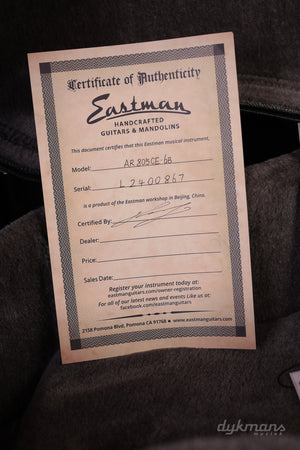 Certificate of Authenticity
Eastman
HANDCRAFTED
GUITARS & MANDOLINS
This document certifies that this Eastman musical instrument,
Model: AR805CE-6B
Serial: L2400867
is a product of the Eastman workshop in Beijing, China.
Certified By:
Dealer:
Price:
Sales Date:
Register your instrument today at:
eastmanguitars.com/owner-registration
For all of our latest news and events Like us at:
facebook.com/eastmanguitars
2158 Pomona Blvd, Pomona CA 91768 ● www.eastmanguitars.com
dykmans
muziek